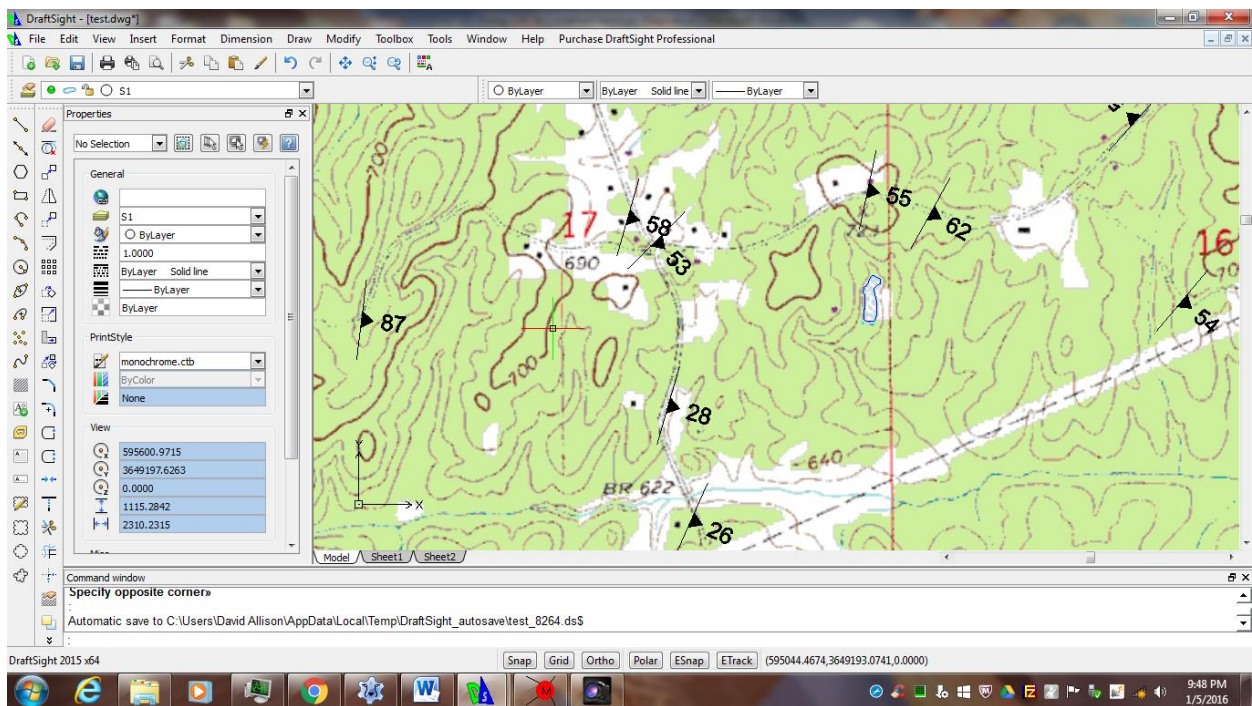 DraftSight - [test.dwg*]
File Edit View Insert Format Dimension Draw Modify Toolbox Tools Window Help Purchase DraftSight Professional
S1
ByLayer
ByLayer Solid line
ByLayer
Properties
No Selection
General
S1
ByLayer
1.0000
ByLayer Solid line
ByLayer
ByLayer
PrintStyle
monochrome.ctb
ByColor
None
View
595600.9715
3649197.6263
0.0000
1115.2842
2310.2315
700
17
690
58
53
87
55
62
16
54
700
28
640
BR 622
26
Y
X
Model Sheet1 Sheet2
Command window
Specify opposite corner»
:
Automatic save to C:\Users\David Allison\AppData\Local\Temp\DraftSight_autosave\test_8264.ds$
:
DraftSight 2015 x64
Snap Grid Ortho Polar ESnap ETrack (595044.4674,3649193.0741,0.0000)
9:48 PM
1/5/2016